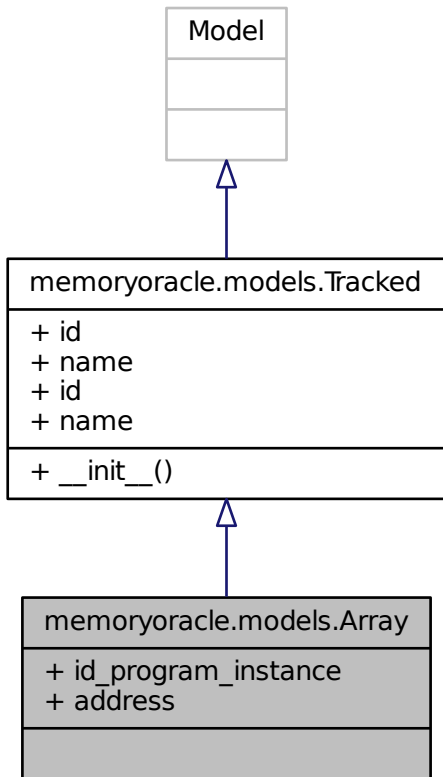 Model
memoryoracle.models.Tracked
+ id
+ name
+ id
+ name
+ __init__()
memoryoracle.models.Array
+ id_program_instance
+ address